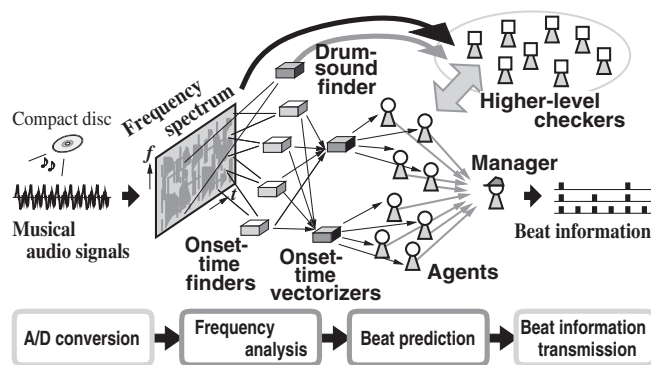 Drum-
sound
finder
Frequency
spectrum
Compact disc
f
t
Musical
audio signals
Onset-
time
finders
Onset-
time
vectorizers
Higher-level
checkers
Manager
Agents
Beat information
A/D conversion
Frequency
analysis
Beat prediction
Beat information
transmission